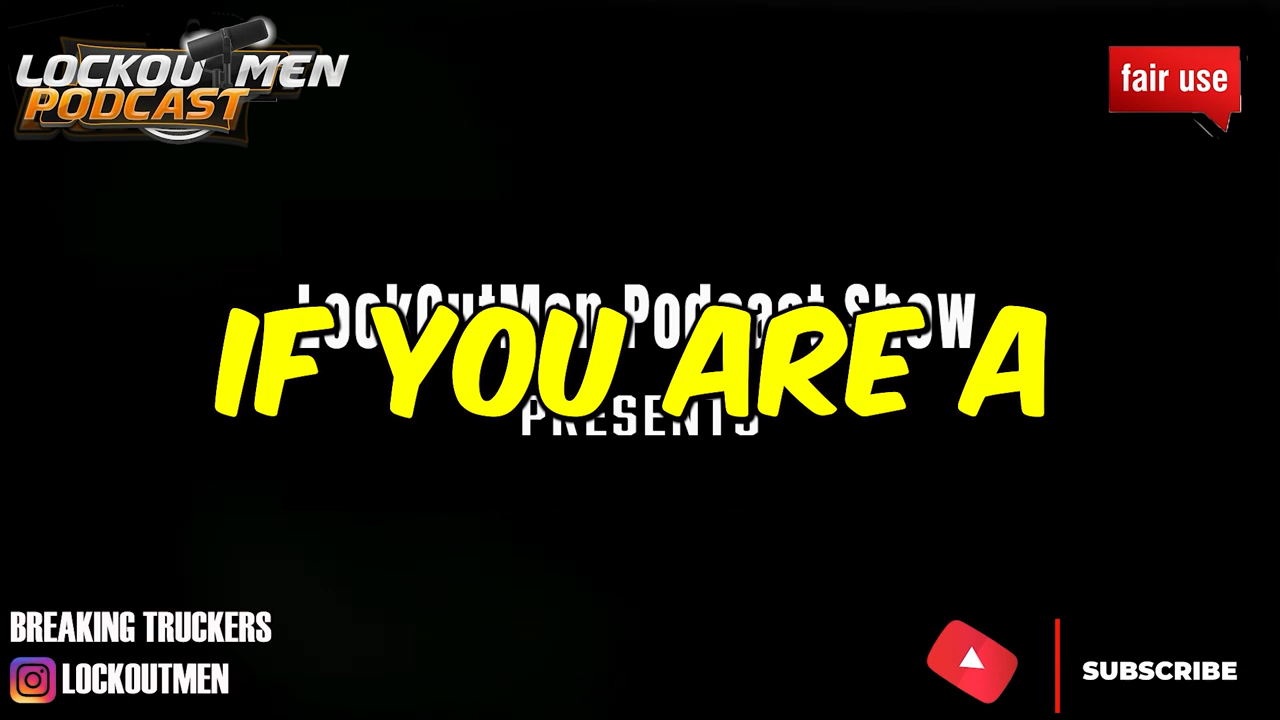 LOCKOUTMEN
PODCAST
fair use
LockOutMen Podcast Show
IF YOU ARE A
PRESENTS
BREAKING TRUCKERS
LOCKOUTMEN
SUBSCRIBE